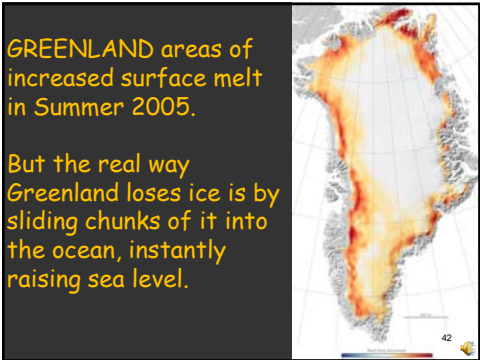 GREENLAND areas of
increased surface melt
in Summer 2005.
But the real way
Greenland loses ice is by
sliding chunks of it into
the ocean, instantly
raising sea level.
42